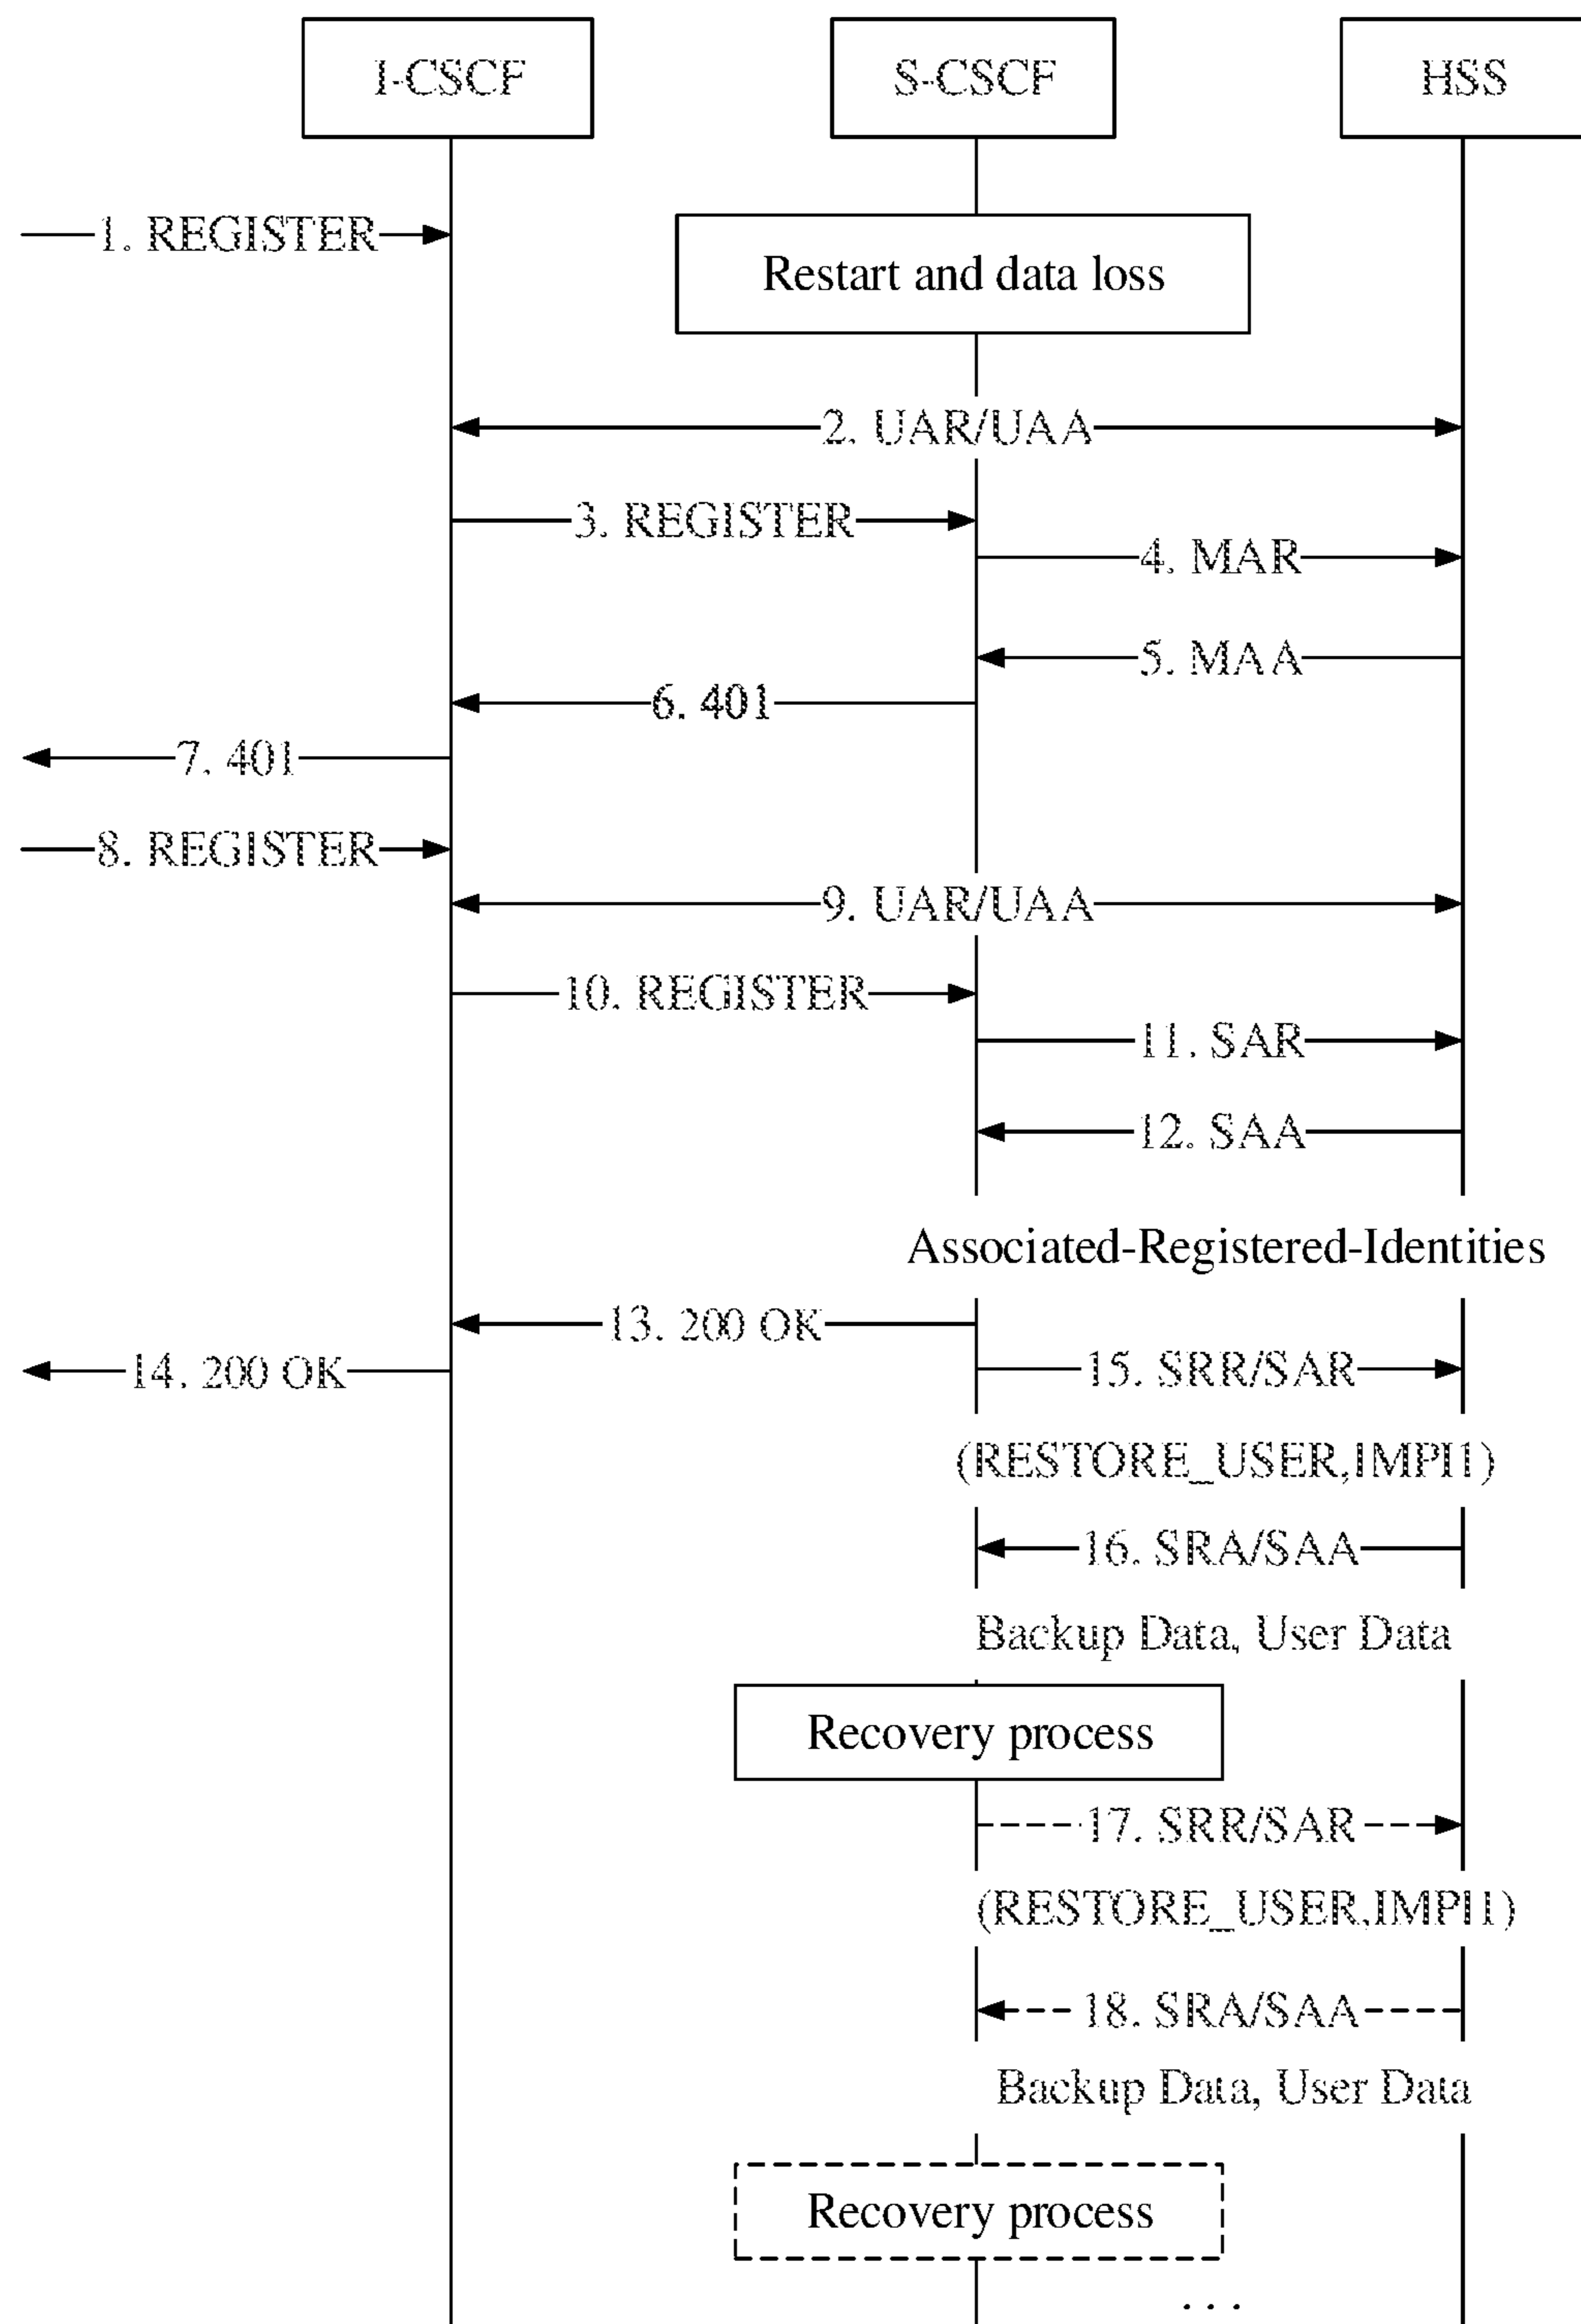 I-CSCF
S-CSCF
HSS
1. REGISTER
Restart and data loss
2. UAR/UAA
3. REGISTER
4. MAR
5. MAA
6. 401
7. 401
8. REGISTER
9. UAR/UAA
10. REGISTER
11. SAR
12. SAA
Associated-Registered-Identities
13. 200 OK
14. 200 OK
15. SRR/SAR
(RESTORE_USER,IMPI1)
16. SRA/SAA
Backup Data, User Data
Recovery process
17. SRR/SAR
(RESTORE_USER,IMPI1)
18. SRA/SAA
Backup Data, User Data
Recovery process
...